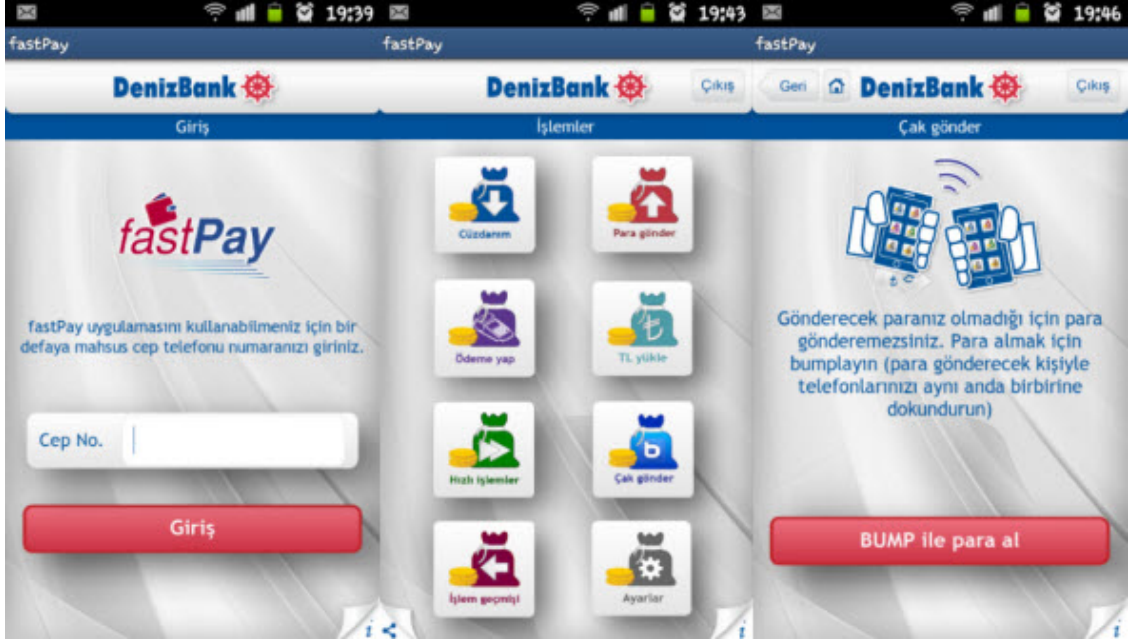 19:39
fastPay
DenizBank
Giriş
fastPay
fastPay uygulamasını kullanabilmeniz için bir
defaya mahsus cep telefonu numaranızı giriniz.
Cep No.
Giriş
i
19:43
fastPay
DenizBank
Çıkış
İşlemler
Cüzdanım
Para gönder
Ödeme yap
TL yükle
Hızlı işlemler
b
Çak gönder
İşlem geçmişi
Ayarlar
i
19:46
fastPay
Geri
DenizBank
Çıkış
Çak gönder
Gönderecek paranız olmadığı için para
gönderemezsiniz. Para almak için
bumplayın (para gönderecek kişiyle
telefonlarınızı aynı anda birbirine
dokundurun)
BUMP ile para al
i